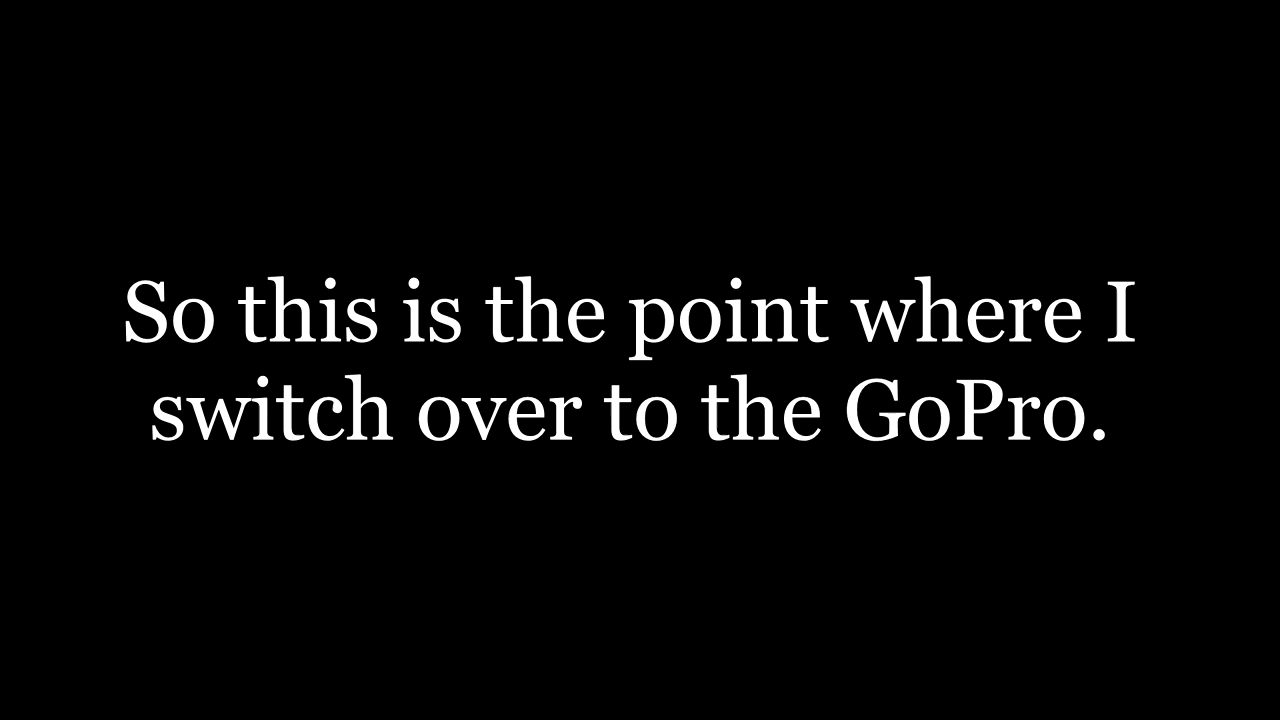 So this is the point where I
switch over to the GoPro.